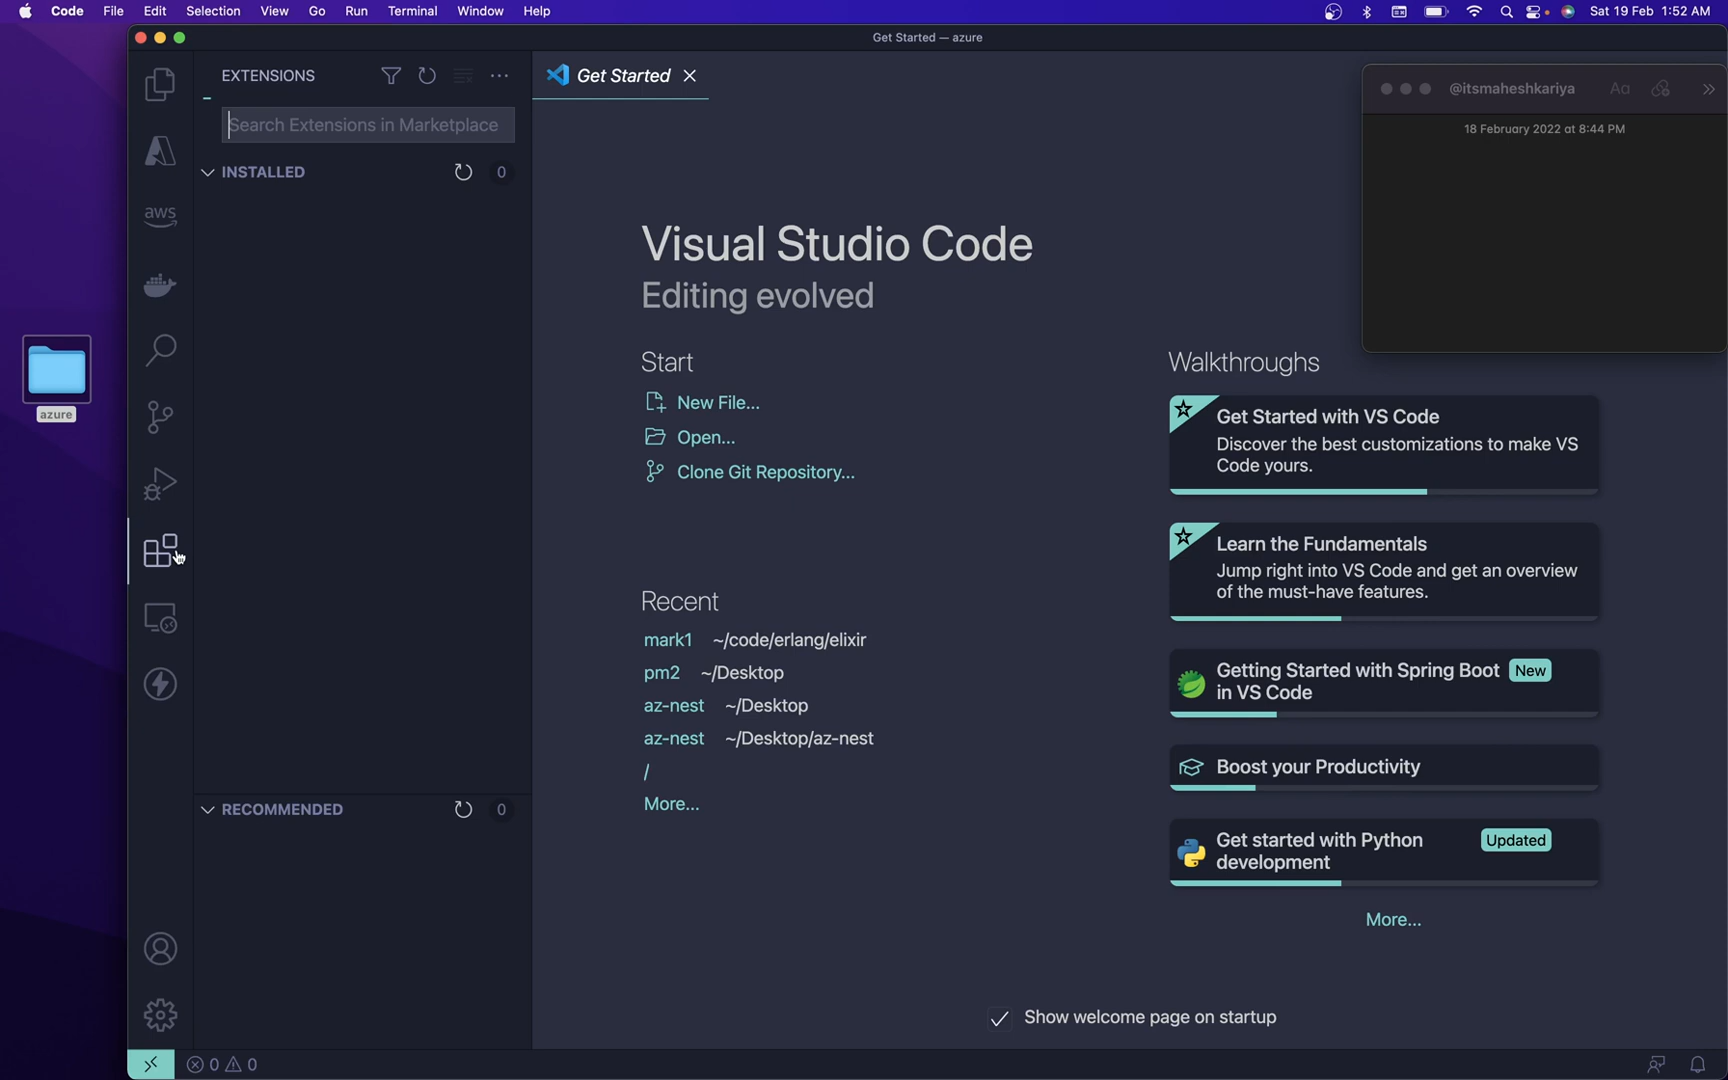 Code File Edit Selection View Go Run Terminal Window Help
Sat 19 Feb 1:52 AM
Get Started — azure
EXTENSIONS
Search Extensions in Marketplace
INSTALLED 0
RECOMMENDED 0
aws
azure
Get Started
@itsmaheshkariya Aa
18 February 2022 at 8:44 PM
Visual Studio Code
Editing evolved
Start
New File...
Open...
Clone Git Repository...
Recent
mark1 ~/code/erlang/elixir
pm2 ~/Desktop
az-nest ~/Desktop
az-nest ~/Desktop/az-nest
/
More...
Walkthroughs
Get Started with VS Code
Discover the best customizations to make VS
Code yours.
Learn the Fundamentals
Jump right into VS Code and get an overview
of the must-have features.
Getting Started with Spring Boot New
in VS Code
Boost your Productivity
Get started with Python Updated
development
More...
Show welcome page on startup
0 0